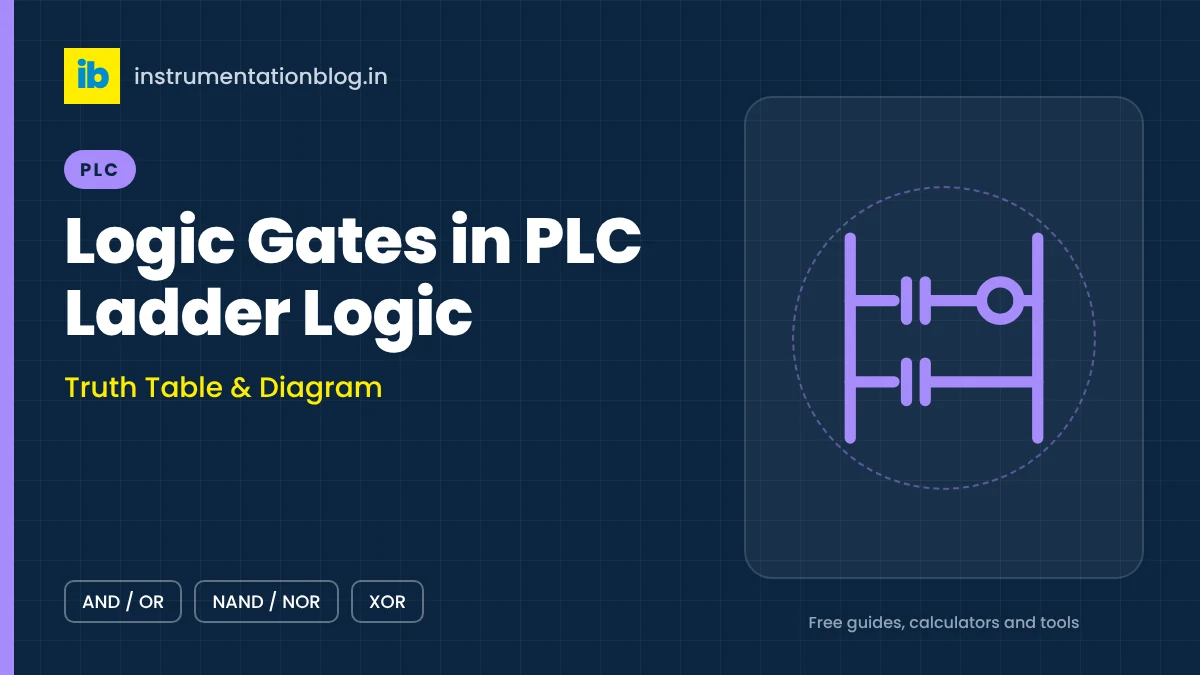 ib
instrumentationblog.in
PLC
Logic Gates in PLC
Ladder Logic
Truth Table & Diagram
AND / OR
NAND / NOR
XOR
Free guides, calculators and tools